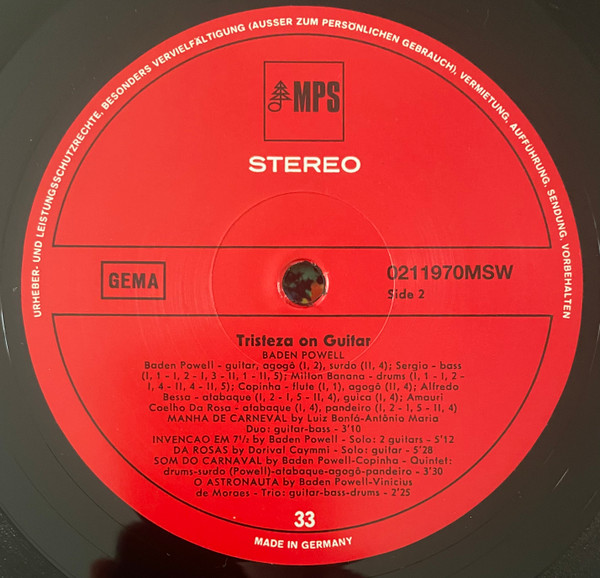 URHEBER- UND LEISTUNGSSCHUTZRECHTE, BESONDERS VERVIELFÄLTIGUNG (AUSSER ZUM PERSÖNLICHEN GEBRAUCH), VERMIETUNG, AUFFÜHRUNG, SENDUNG, VORBEHALTEN
MPS
STEREO
GEMA
0211970MSW
Side 2
Tristeza on Guitar
BADEN POWELL
Baden Powell - guitar, agogô (I, 2), surdo (II, 4); Sergio - bass
(I, 1 - I, 2 - I, 3 - II, 1 - II, 5); Milton Banana - drums (I, 1 - I, 2 -
I, 4 - II, 4 - II, 5); Copinha - flute (I, 1), agogô (II, 4); Alfredo
Bessa - atabaque (I, 2 - I, 5 - II, 4), guica (I, 4); Amauri
Coelho Da Rosa - atabaque (I, 4), pandeiro (I, 2 - I, 5 - II, 4)
MANHA DE CARNEVAL by Luiz Bonfá-Antônio Maria
Duo: guitar-bass - 3'10
INVENCAO EM 7½ by Baden Powell - Solo: 2 guitars - 5'12
DA ROSAS by Dorival Caymmi - Solo: guitar - 5'28
SOM DO CARNAVAL by Baden Powell-Copinha - Quintet:
drums-surdo (Powell)-atabaque-agogô-pandeiro - 3'30
O ASTRONAUTA by Baden Powell-Vinicius
de Moraes - Trio: guitar-bass-drums - 2'25
33
MADE IN GERMANY